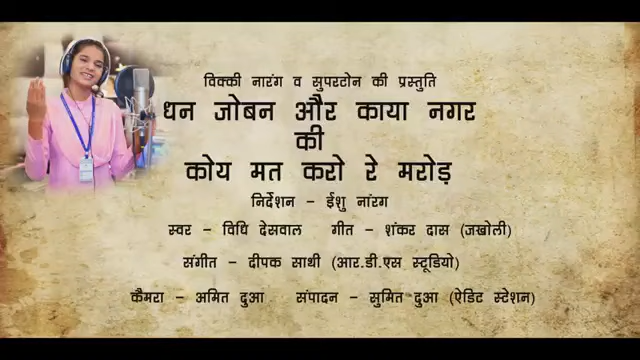 विक्की नारंग व सुपरटोन की प्रस्तुति
धन जोबन और काया नगर
की
कोय मत करो रे मरोड़
निर्देशन - ईशु नांरग
स्वर - विधि देसवाल गीत - शंकर दास (जखोली)
संगीत - दीपक साथी (आर.डी.एस स्टूडियो)
कैमरा - अमित दुआ संपादन - सुमित दुआ (ऐडिट स्टेशन)